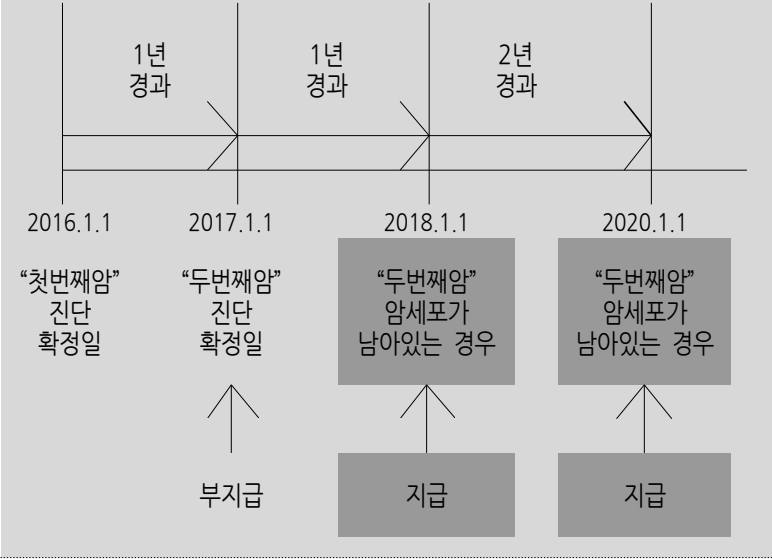 1년
경과
1년
경과
2년
경과
2016.1.1
2017.1.1
2018.1.1
2020.1.1
“첫번째암”
진단
확정일
“두번째암”
진단
확정일
“두번째암”
암세포가
남아있는 경우
“두번째암”
암세포가
남아있는 경우
부지급
지급
지급